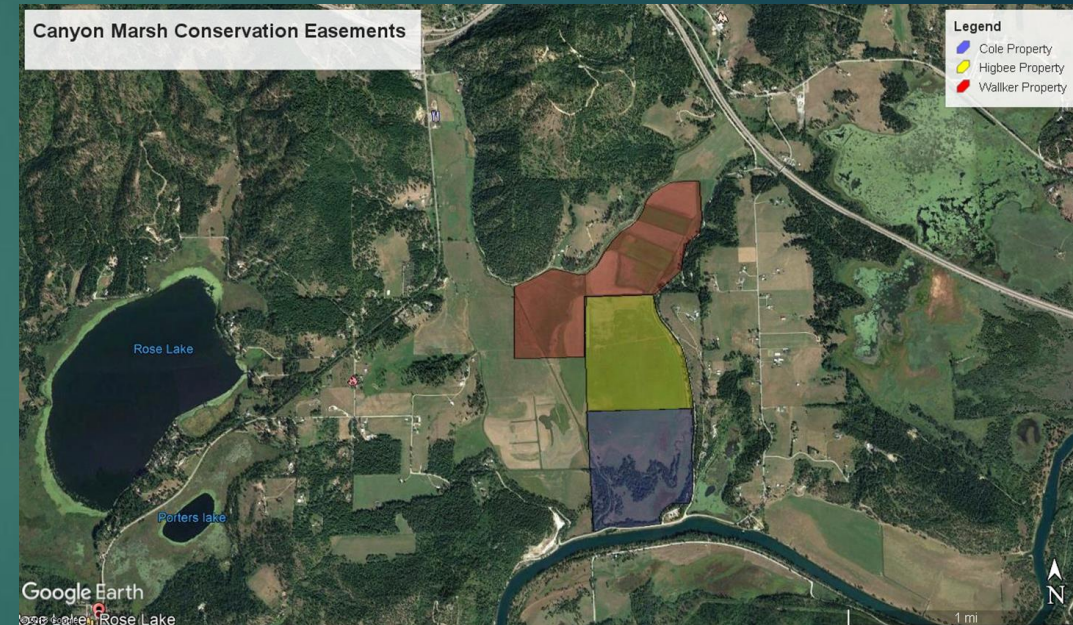 Canyon Marsh Conservation Easements
Legend
Cole Property
Higbee Property
Wallker Property
Rose Lake
Porters lake
Google Earth
Rose Lake
1 mi
N